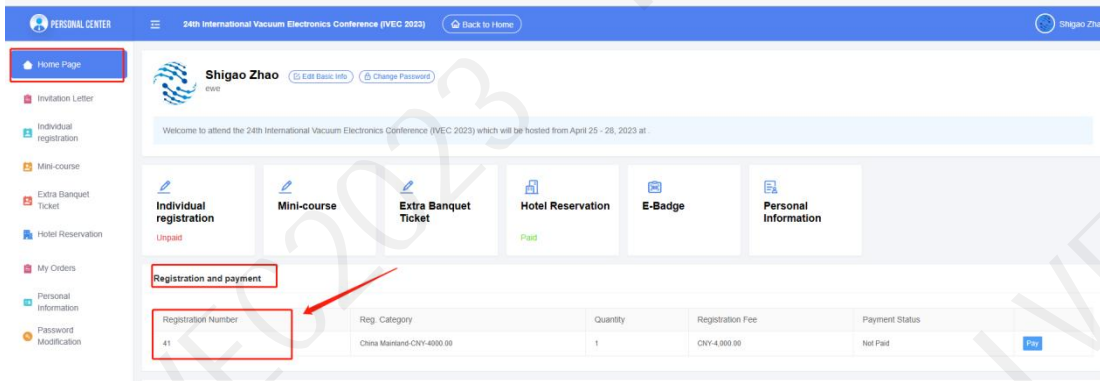 PERSONAL CENTER
24th International Vacuum Electronics Conference (IVEC 2023)
Back to Home
Shigao Zha
Home Page
Invitation Letter
Individual
registration
Mini-course
Extra Banquet
Ticket
Hotel Reservation
My Orders
Personal
Information
Password
Modification
Shigao Zhao
Edit Basic Info
Change Password
ewe
Welcome to attend the 24th International Vacuum Electronics Conference (IVEC 2023) which will be hosted from April 25 - 28, 2023 at .
Individual
registration
Unpaid
Mini-course
Extra Banquet
Ticket
Hotel Reservation
Paid
E-Badge
Personal
Information
Registration and payment
Registration Number Reg. Category Quantity Registration Fee Payment Status
41 China Mainland-CNY-4000.00 1 CNY-4,000.00 Not Paid Pay
VEC2023
IV